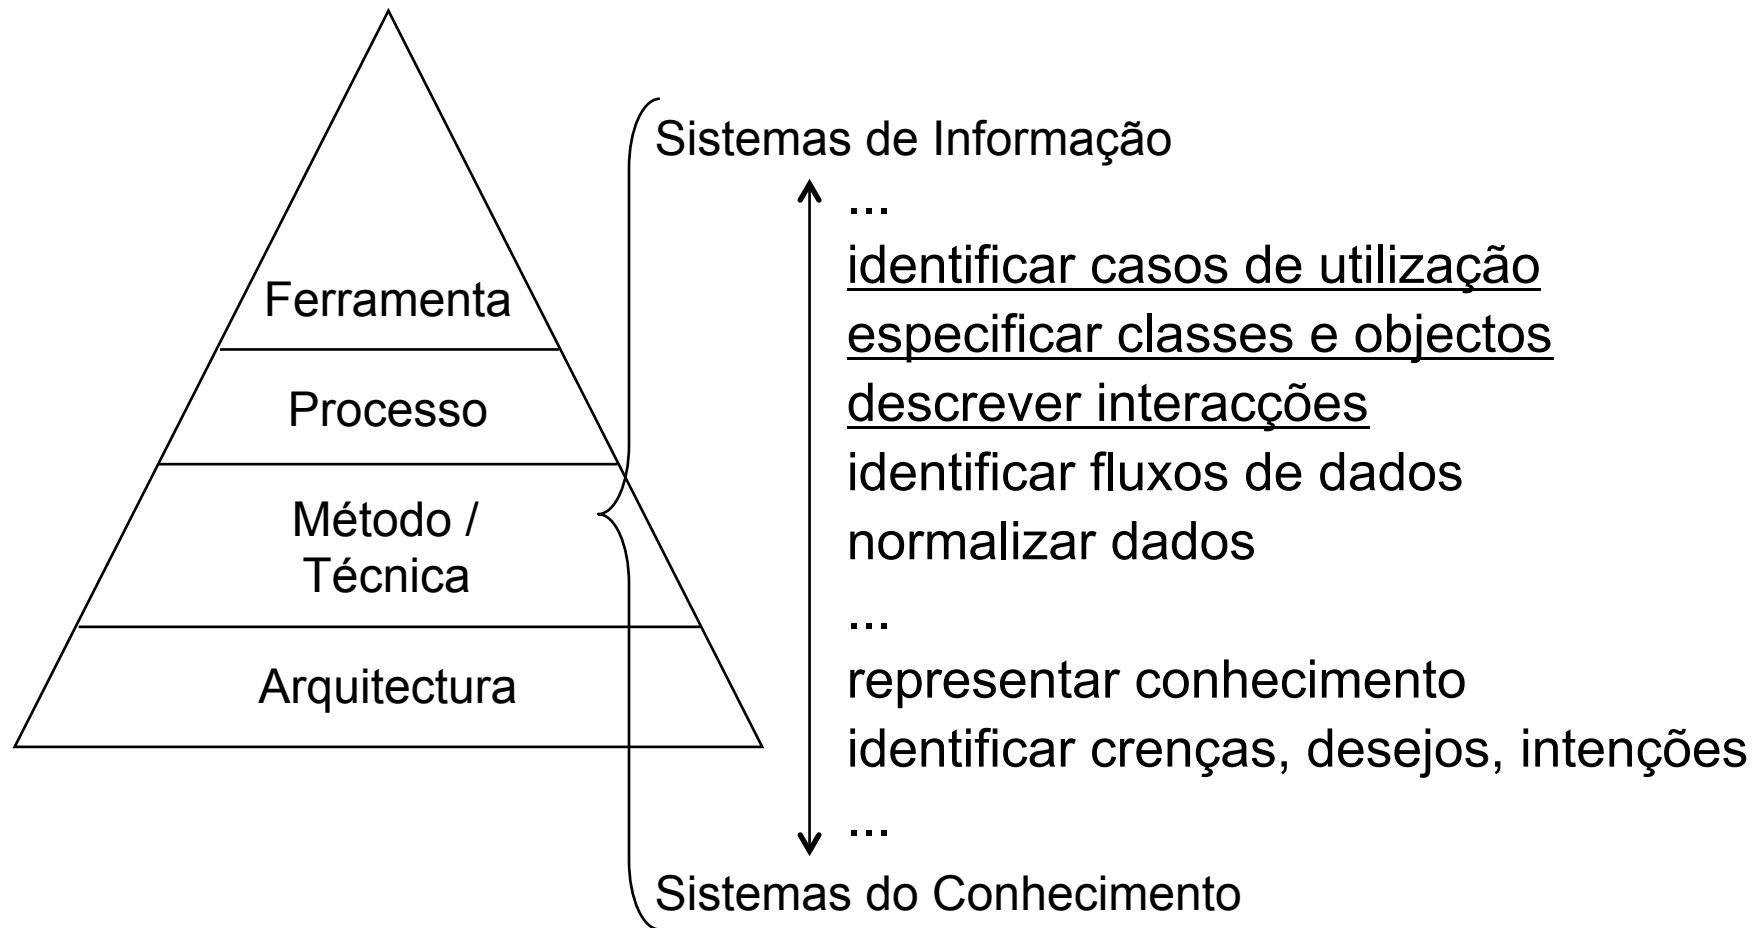 Ferramenta
Processo
Método /
Técnica
Arquitectura
Sistemas de Informação
...
identificar casos de utilização
especificar classes e objectos
descrever interacções
identificar fluxos de dados
normalizar dados
...
representar conhecimento
identificar crenças, desejos, intenções
...
Sistemas do Conhecimento